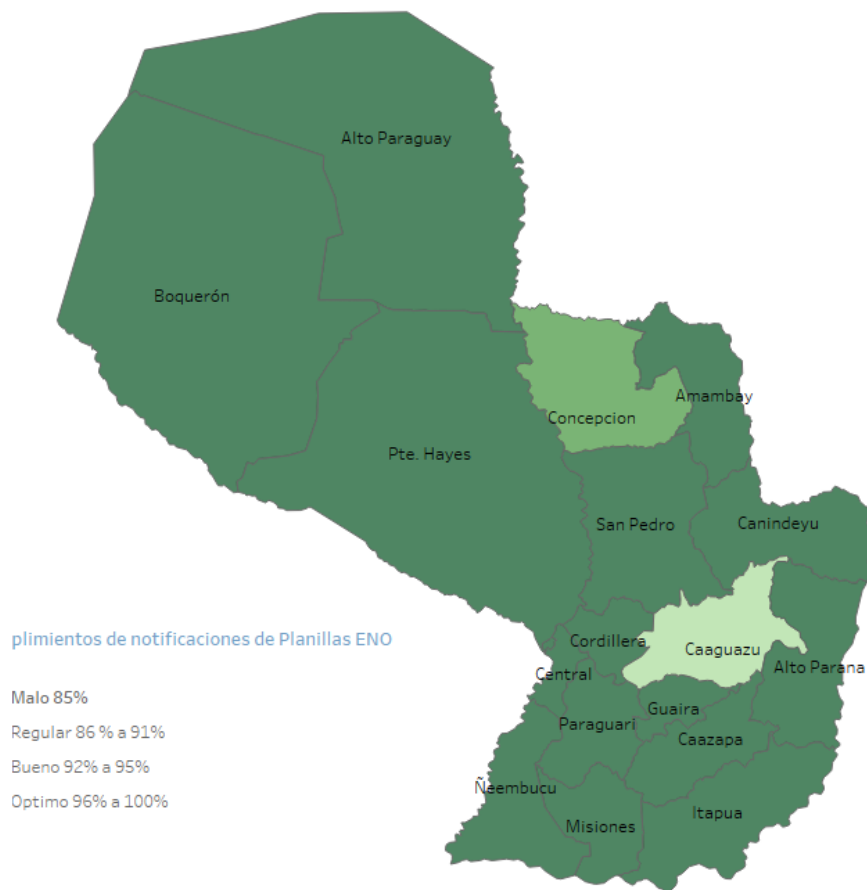 Alto Paraguay
Boquerón
Amambay
Concepcion
Pte. Hayes
San Pedro
Canindeyu
plimientos de notificaciones de Planillas ENO
Cordillera
Caaguazu
Central
Alto Parana
Malo 85%
Guaira
Regular 86 % a 91%
Paraguari
Caazapa
Bueno 92% a 95%
Ñeembucu
Optimo 96% a 100%
Itapua
Misiones